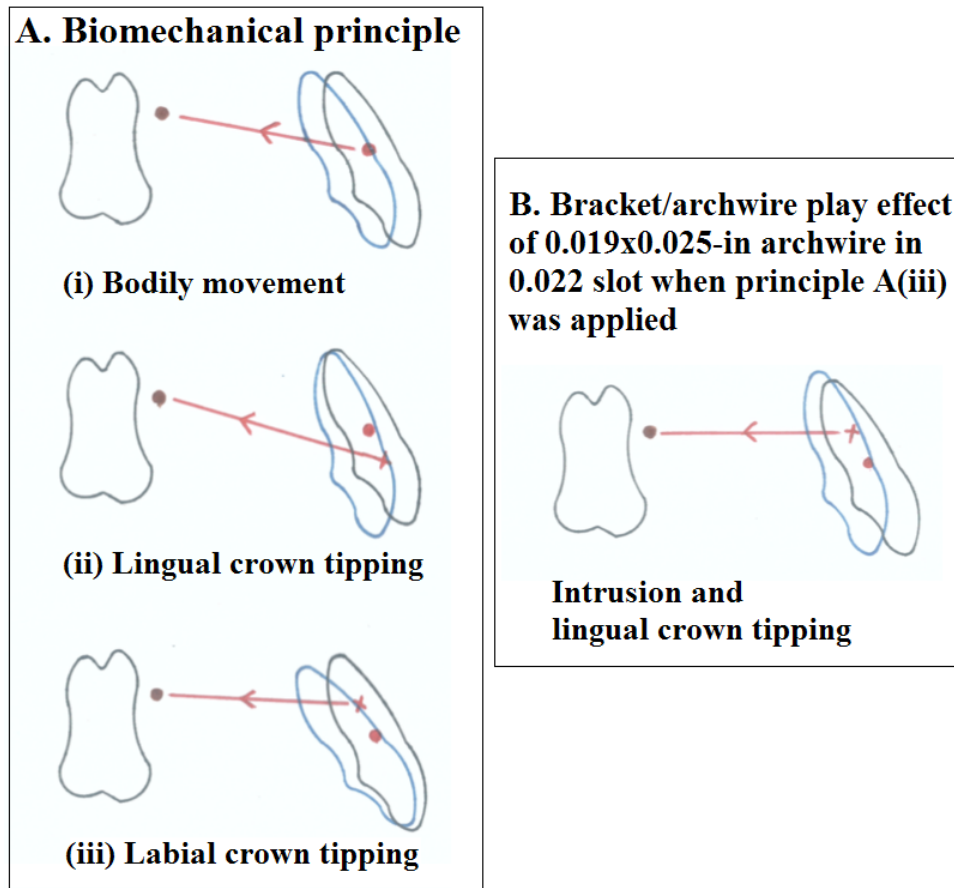 A. Biomechanical principle
(i) Bodily movement
(ii) Lingual crown tipping
(iii) Labial crown tipping
B. Bracket/archwire play effect
of 0.019x0.025-in archwire in
0.022 slot when principle A(iii)
was applied
Intrusion and
lingual crown tipping